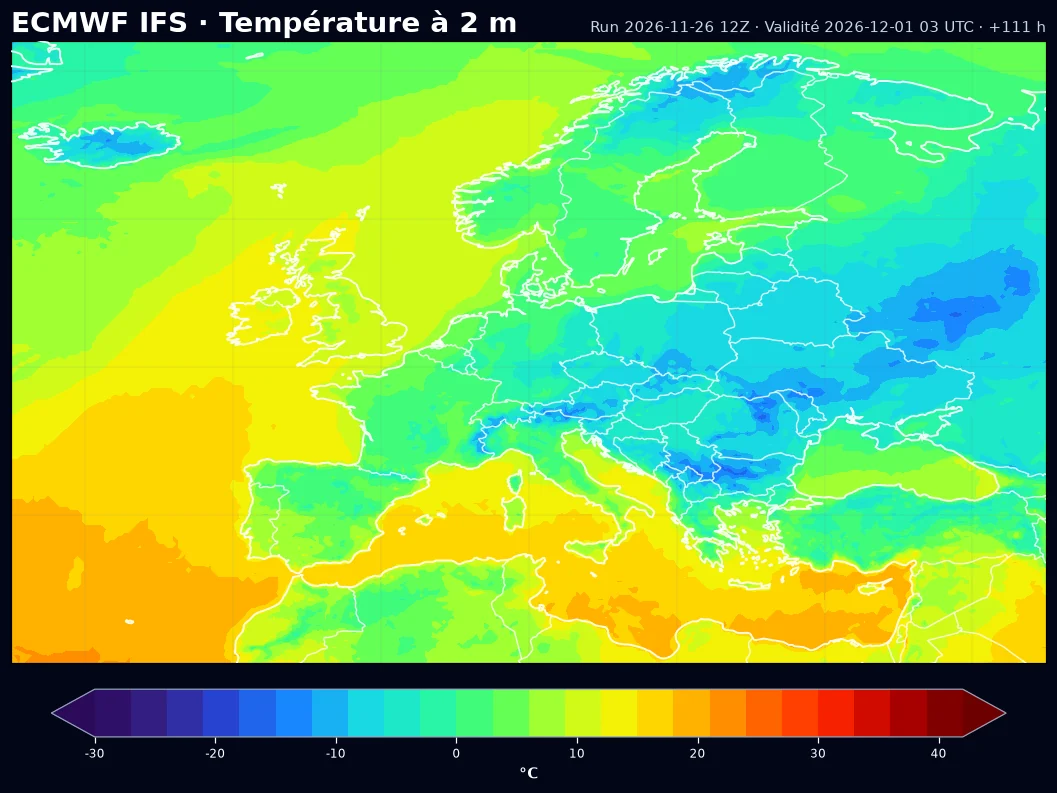 ECMWF IFS · Température à 2 m
Run 2026-11-26 12Z · Validité 2026-12-01 03 UTC · +111 h
-30 -20 -10 0 10 20 30 40
°C